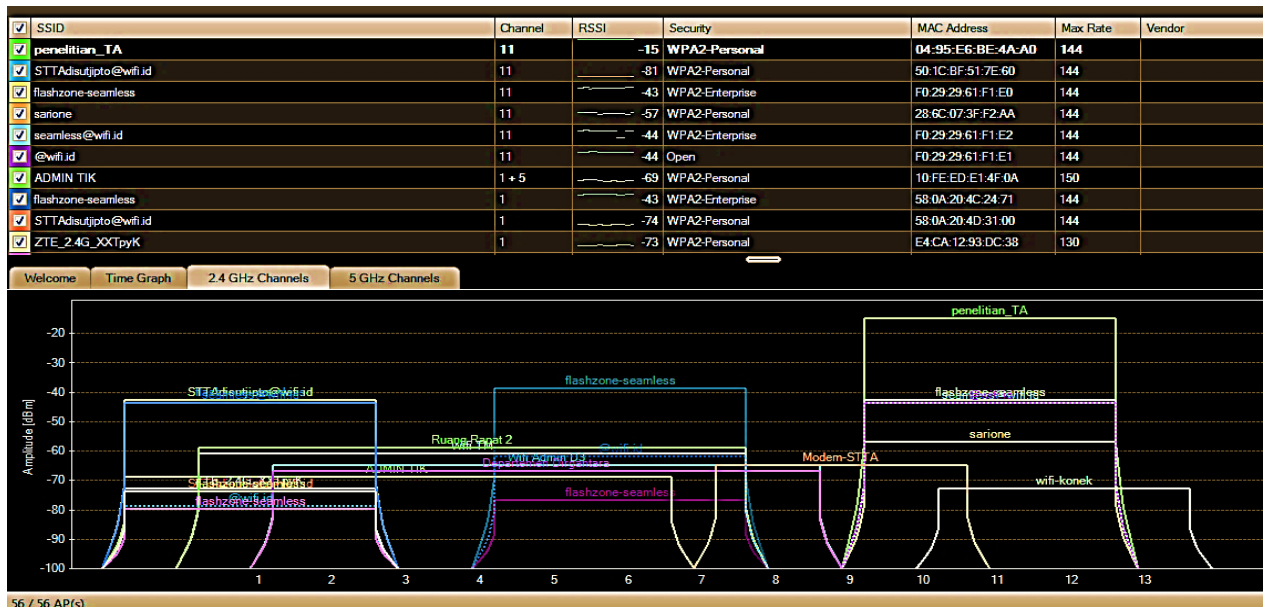 SSID Channel RSSI Security MAC Address Max Rate Vendor
penelitian_TA 11 -15 WPA2-Personal 04:95:E6:BE:4A:A0 144
STTAdisutjipto@wifi.id 11 -81 WPA2-Personal 50:1C:BF:51:7E:60 144
flashzone-seamless 11 -43 WPA2-Enterprise F0:29:29:61:F1:E0 144
sarione 11 -57 WPA2-Personal 28:6C:07:3F:F2:AA 144
seamless@wifi.id 11 -44 WPA2-Enterprise F0:29:29:61:F1:E2 144
@wifi.id 11 -44 Open F0:29:29:61:F1:E1 144
ADMIN TIK 1 + 5 -69 WPA2-Personal 10:FE:ED:E1:4F:0A 150
flashzone-seamless 1 -43 WPA2-Enterprise 58:0A:20:4C:24:71 144
STTAdisutjipto@wifi.id 1 -74 WPA2-Personal 58:0A:20:4D:31:00 144
ZTE_2.4G_XXTpyK 1 -73 WPA2-Personal E4:CA:12:93:DC:38 130
Welcome Time Graph 2.4 GHz Channels 5 GHz Channels
penelitian_TA
-20
-30
flashzone-seamless
-40
STTAdisutjipto@wifi.id flashzone-seamless
-50
Amplitude [dBm]
sarione
Ruang Rapat 2
wifi TM @wifi.id
-60
Wifi Admin D3 Modem-STTA
ADMIN TIK
-70
wifi-konek
flashzone-seamless
-80
@wifi.id
flashzone-seamless
-90
-100
1 2 3 4 5 6 7 8 9 10 11 12 13
56 / 56 AP(s)